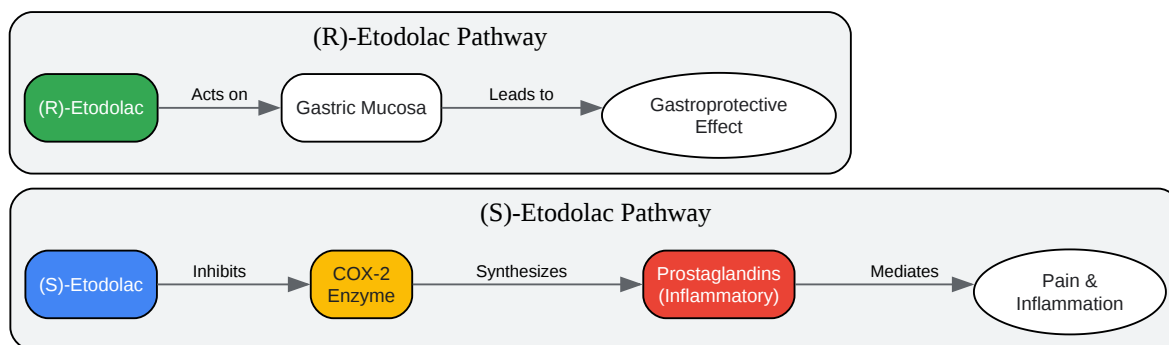 (R)-Etodolac Pathway
(R)-Etodolac
Acts on
Gastric Mucosa
Leads to
Gastroprotective
Effect
(S)-Etodolac Pathway
(S)-Etodolac
Inhibits
COX-2
Enzyme
Synthesizes
Prostaglandins
(Inflammatory)
Mediates
Pain &
Inflammation